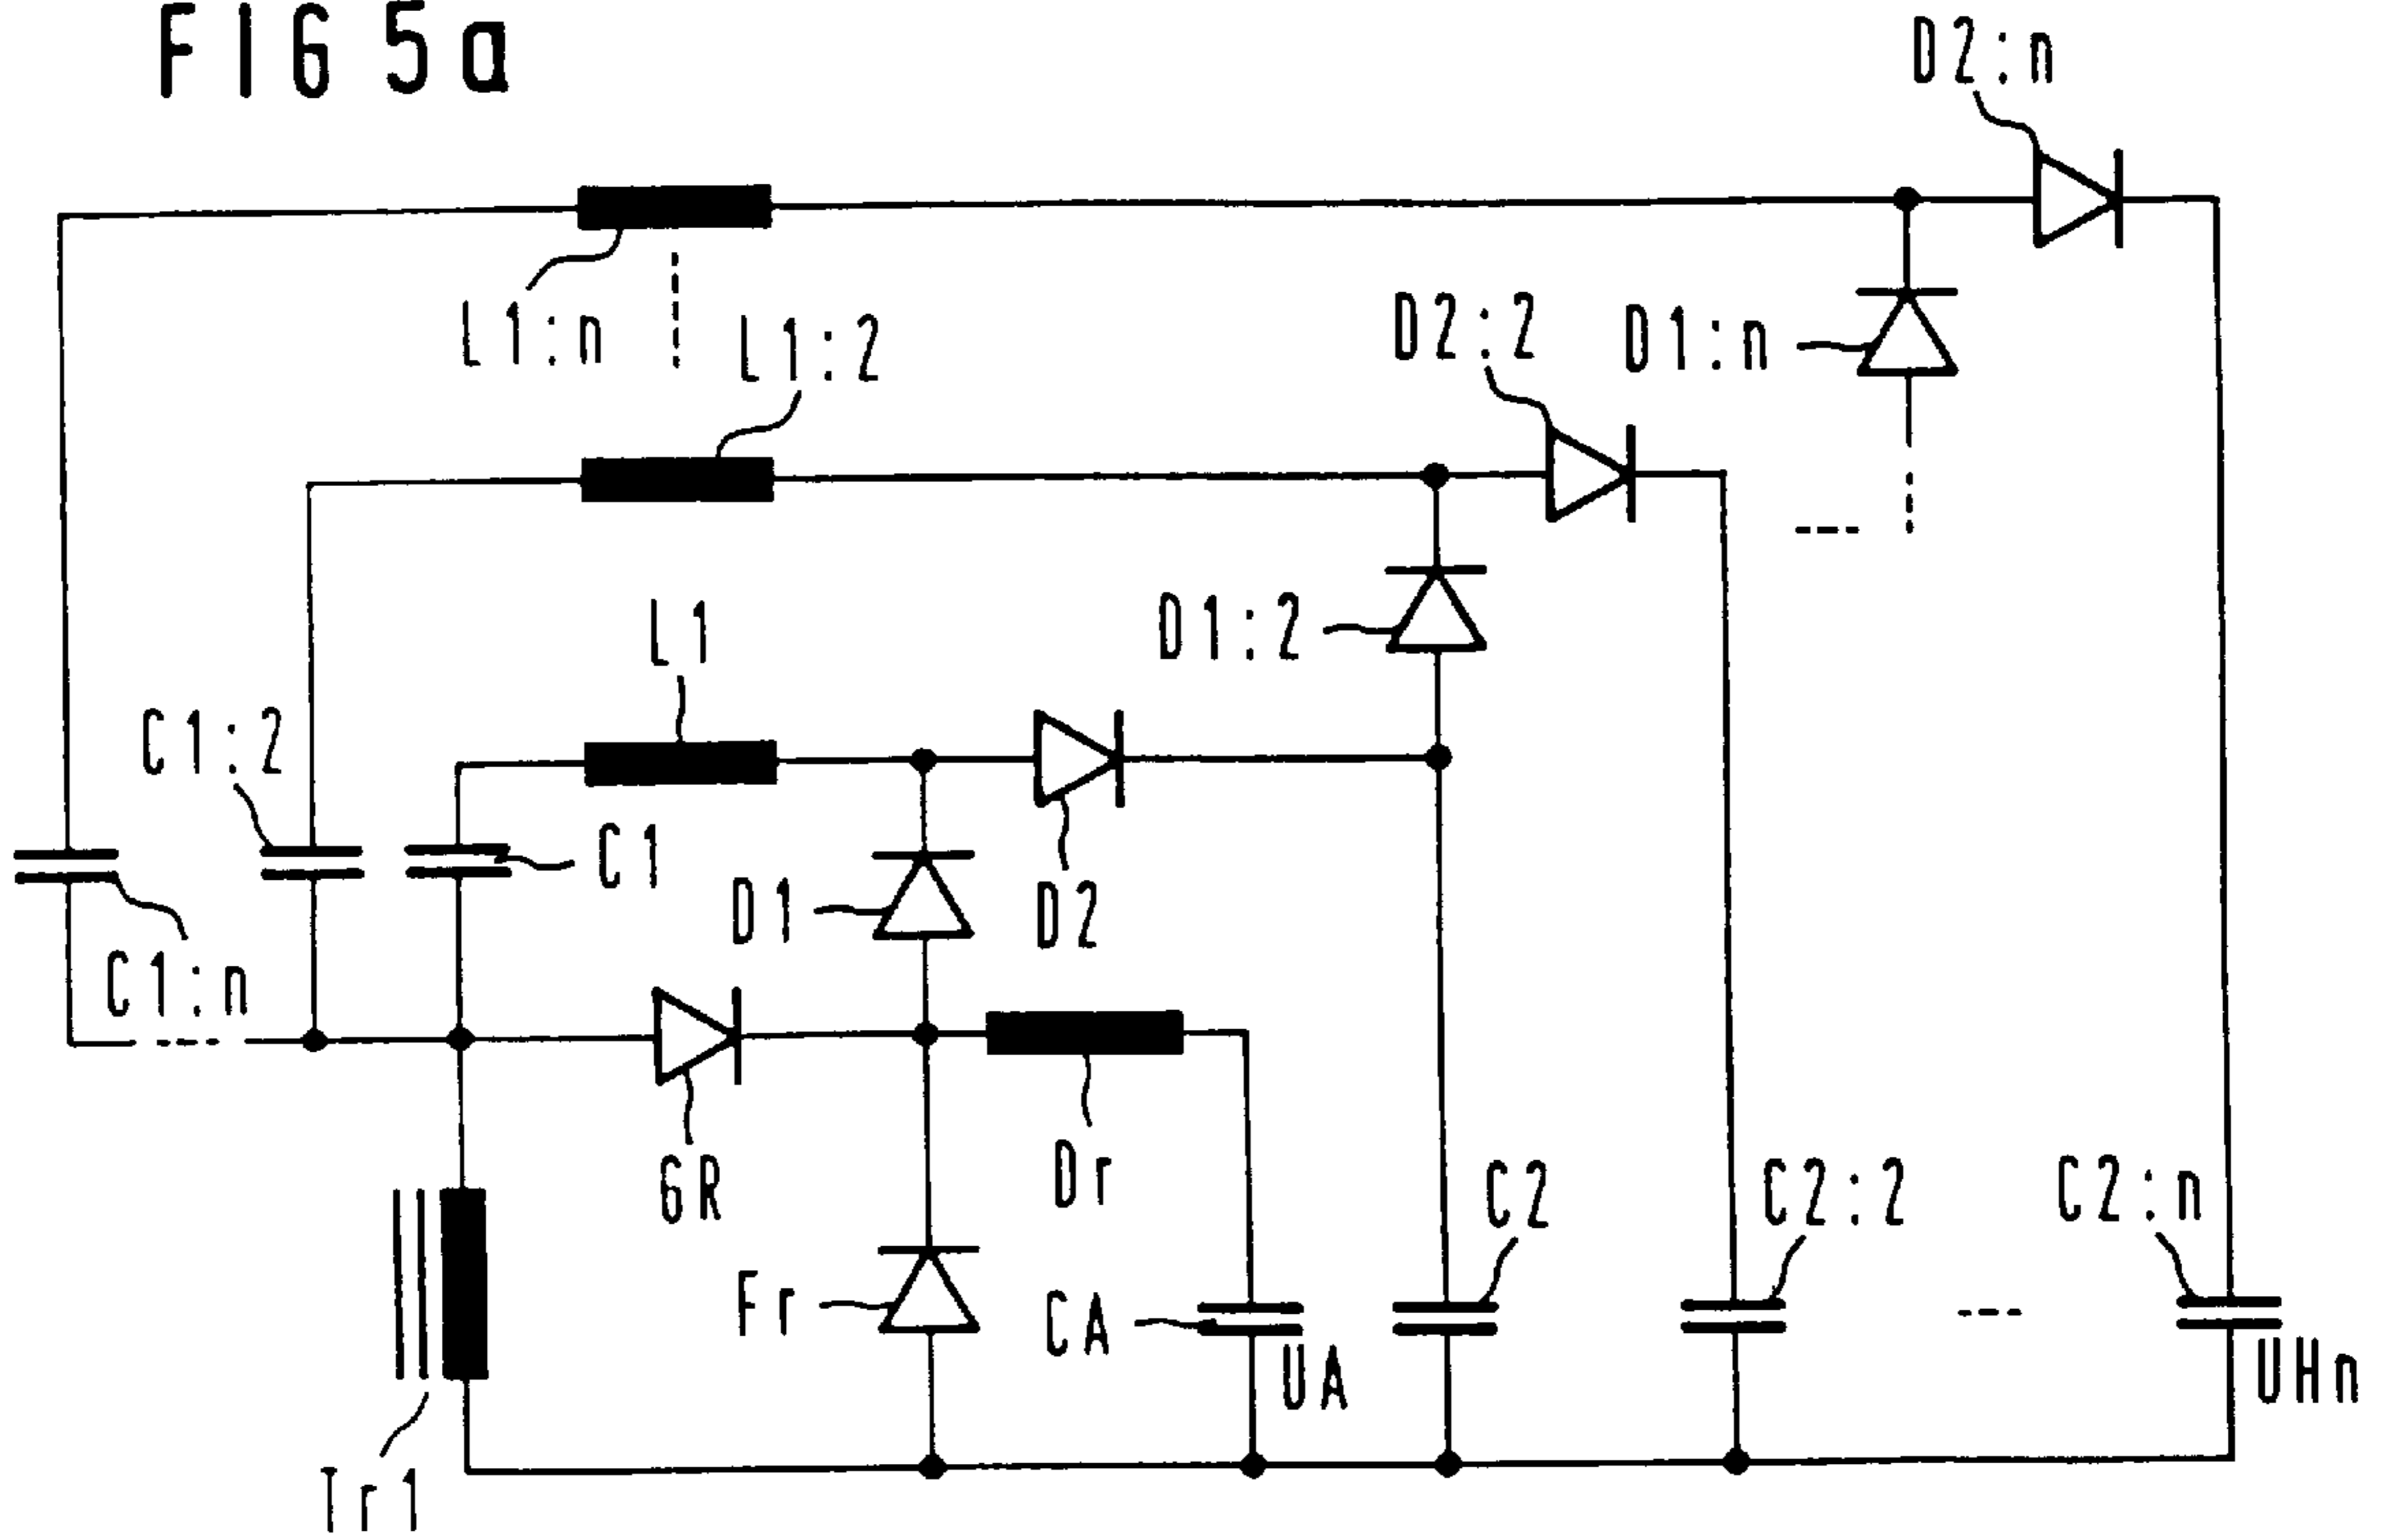 FIG 5a
D2:n
L1:n
L1:2
D2:2
D1:n
L1
D1:2
C1:2
C1
D1
D2
C1:n
GR
Dr
C2
C2:2
C2:n
Fr
CA
UA
UHn
Tr1